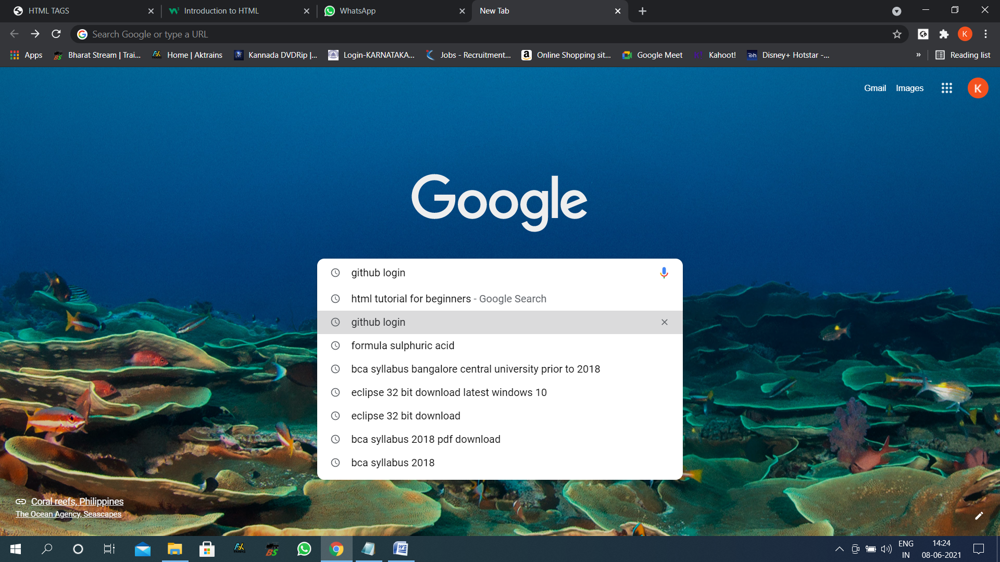 HTML TAGS
Introduction to HTML
WhatsApp
New Tab
Search Google or type a URL
K
Apps
Bharat Stream | Trai...
Home | Aktrains
Kannada DVDRip |...
Login-KARNATAKA...
Jobs - Recruitment...
Online Shopping sit...
Google Meet
Kahoot!
Disney+ Hotstar -...
»
Reading list
Gmail
Images
K
Google
github login
html tutorial for beginners - Google Search
github login
formula sulphuric acid
bca syllabus bangalore central university prior to 2018
eclipse 32 bit download latest windows 10
eclipse 32 bit download
bca syllabus 2018 pdf download
bca syllabus 2018
Coral reefs, Philippines
The Ocean Agency, Seascapes
ENG
IN
14:24
08-06-2021